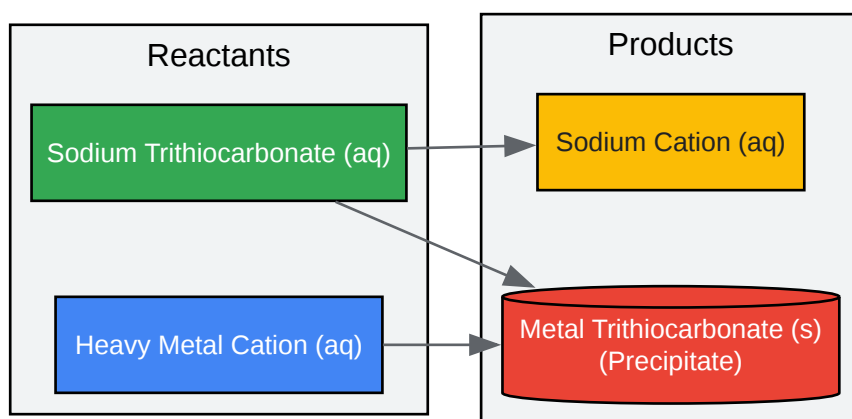 Reactants
Products
Sodium Trithiocarbonate (aq)
Sodium Cation (aq)
Heavy Metal Cation (aq)
Metal Trithiocarbonate (s)
(Precipitate)